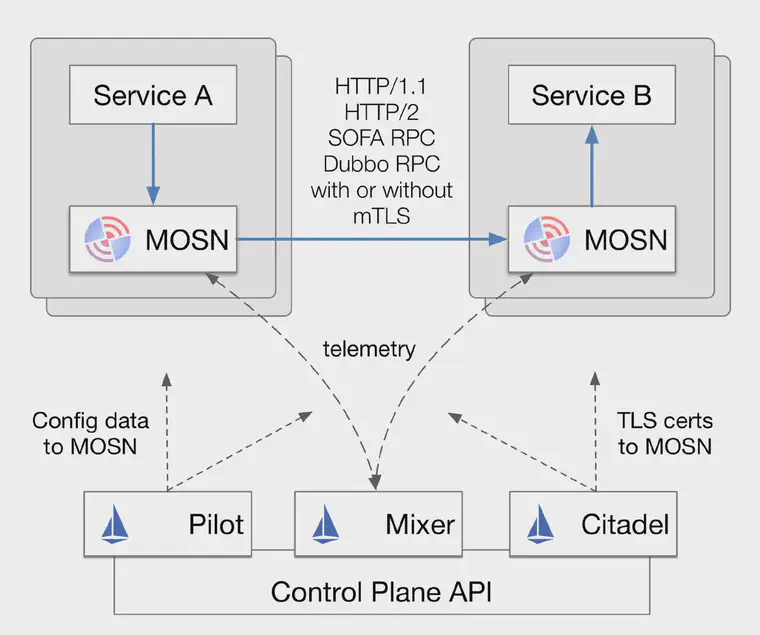 Service A
HTTP/1.1
HTTP/2
SOFA RPC
Dubbo RPC
with or without
mTLS
Service B
MOSN
MOSN
telemetry
Config data
to MOSN
TLS certs
to MOSN
Pilot
Mixer
Citadel
Control Plane API